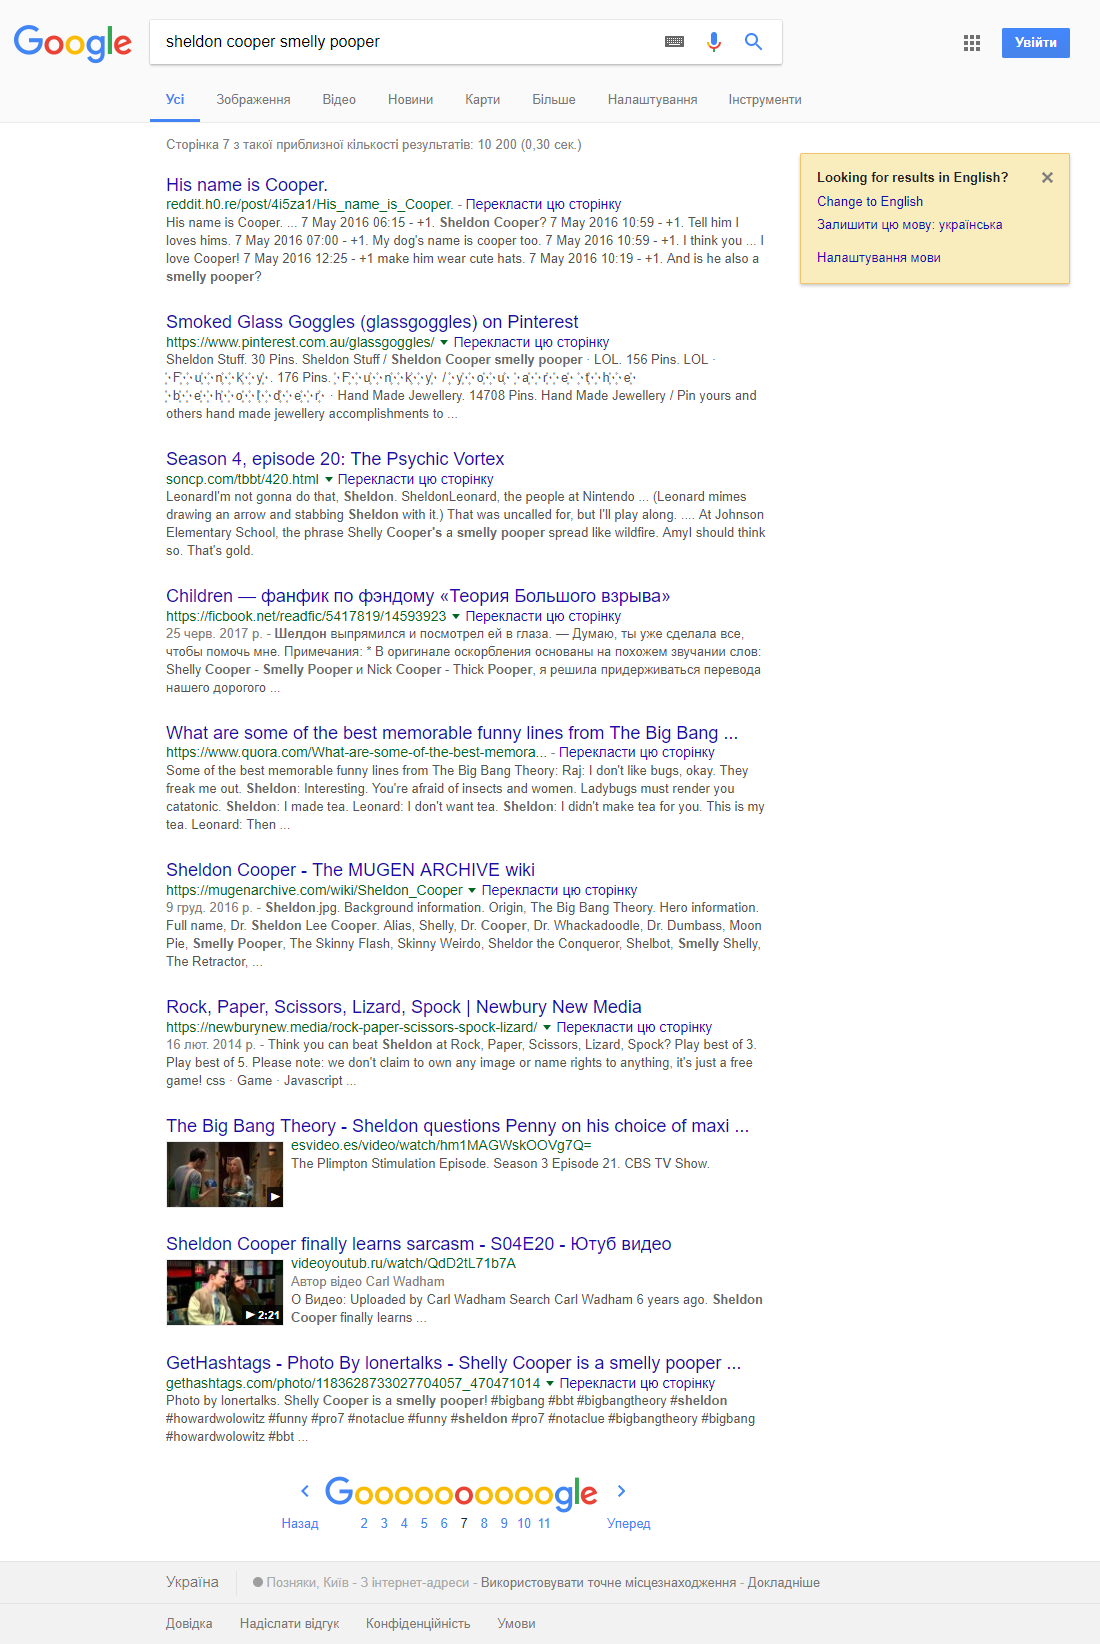 Google
sheldon cooper smelly pooper
Увійти
Усі Зображення Відео Новини Карти Більше Налаштування Інструменти
Сторінка 7 з такої приблизної кількості результатів: 10 200 (0,30 сек.)
Looking for results in English?
Change to English
Залишити цю мову: українська
Налаштування мови
His name is Cooper.
reddit.h0.re/post/4i5za1/His_name_is_Cooper. - Перекласти цю сторінку
His name is Cooper. ... 7 May 2016 06:15 - +1. Sheldon Cooper? 7 May 2016 10:59 - +1. Tell him I
loves hims. 7 May 2016 07:00 - +1. My dog's name is cooper too. 7 May 2016 10:59 - +1. I think you ... I
love Cooper! 7 May 2016 12:25 - +1 make him wear cute hats. 7 May 2016 10:19 - +1. And is he also a
smelly pooper?
Smoked Glass Goggles (glassgoggles) on Pinterest
https://www.pinterest.com.au/glassgoggles/ Перекласти цю сторінку
Sheldon Stuff. 30 Pins. Sheldon Stuff / Sheldon Cooper smelly pooper · LOL. 156 Pins. LOL ·
F u n k y . 176 Pins. F u n k y / y o u a r e t h e
b e h o l d e r · Hand Made Jewellery. 14708 Pins. Hand Made Jewellery / Pin yours and
others hand made jewellery accomplishments to ...
Season 4, episode 20: The Psychic Vortex
soncp.com/tbbt/420.html Перекласти цю сторінку
LeonardI'm not gonna do that, Sheldon. SheldonLeonard, the people at Nintendo ... (Leonard mimes
drawing an arrow and stabbing Sheldon with it.) That was uncalled for, but I'll play along. .... At Johnson
Elementary School, the phrase Shelly Cooper's a smelly pooper spread like wildfire. AmyI should think
so. That's gold.
Children — фанфик по фэндому «Теория Большого взрыва»
https://ficbook.net/readfic/5417819/14593923 Перекласти цю сторінку
25 черв. 2017 р. - Шелдон выпрямился и посмотрел ей в глаза. — Думаю, ты уже сделала все,
чтобы помочь мне. Примечания: * В оригинале оскорбления основаны на похожем звучании слов:
Shelly Cooper - Smelly Pooper и Nick Cooper - Thick Pooper, я решила придерживаться перевода
нашего дорогого ...
What are some of the best memorable funny lines from The Big Bang ...
https://www.quora.com/What-are-some-of-the-best-memora... - Перекласти цю сторінку
Some of the best memorable funny lines from The Big Bang Theory: Raj: I don't like bugs, okay. They
freak me out. Sheldon: Interesting. You're afraid of insects and women. Ladybugs must render you
catatonic. Sheldon: I made tea. Leonard: I don't want tea. Sheldon: I didn't make tea for you. This is my
tea. Leonard: Then ...
Sheldon Cooper - The MUGEN ARCHIVE wiki
https://mugenarchive.com/wiki/Sheldon_Cooper Перекласти цю сторінку
9 груд. 2016 р. - Sheldon.jpg. Background information. Origin, The Big Bang Theory. Hero information.
Full name, Dr. Sheldon Lee Cooper. Alias, Shelly, Dr. Cooper, Dr. Whackadoodle, Dr. Dumbass, Moon
Pie, Smelly Pooper, The Skinny Flash, Skinny Weirdo, Sheldor the Conqueror, Shelbot, Smelly Shelly,
The Retractor, ...
Rock, Paper, Scissors, Lizard, Spock | Newbury New Media
https://newburynew.media/rock-paper-scissors-spock-lizard/ Перекласти цю сторінку
16 лют. 2014 р. - Think you can beat Sheldon at Rock, Paper, Scissors, Lizard, Spock? Play best of 3.
Play best of 5. Please note: we don't claim to own any image or name rights to anything, it's just a free
game! css · Game · Javascript ...
The Big Bang Theory - Sheldon questions Penny on his choice of maxi ...
esvideo.es/video/watch/hm1MAGWskOOVg7Q=
The Plimpton Stimulation Episode. Season 3 Episode 21. CBS TV Show.
Sheldon Cooper finally learns sarcasm - S04E20 - Ютуб видео
videoyoutub.ru/watch/QdD2tL71b7A
Автор відео Carl Wadham
О Видео: Uploaded by Carl Wadham Search Carl Wadham 6 years ago. Sheldon
Cooper finally learns ...
2:21
GetHashtags - Photo By lonertalks - Shelly Cooper is a smelly pooper ...
gethashtags.com/photo/1183628733027704057_470471014 Перекласти цю сторінку
Photo by lonertalks. Shelly Cooper is a smelly pooper! #bigbang #bbt #bigbangtheory #sheldon
#howardwolowitz #funny #pro7 #notaclue #funny #sheldon #pro7 #notaclue #bigbangtheory #bigbang
#howardwolowitz #bbt ...
Goooooooooogle
Назад 2 3 4 5 6 7 8 9 10 11 Уперед
Україна Позняки, Київ - З інтернет-адреси - Використовувати точне місцезнаходження - Докладніше
Довідка Надіслати відгук Конфіденційність Умови